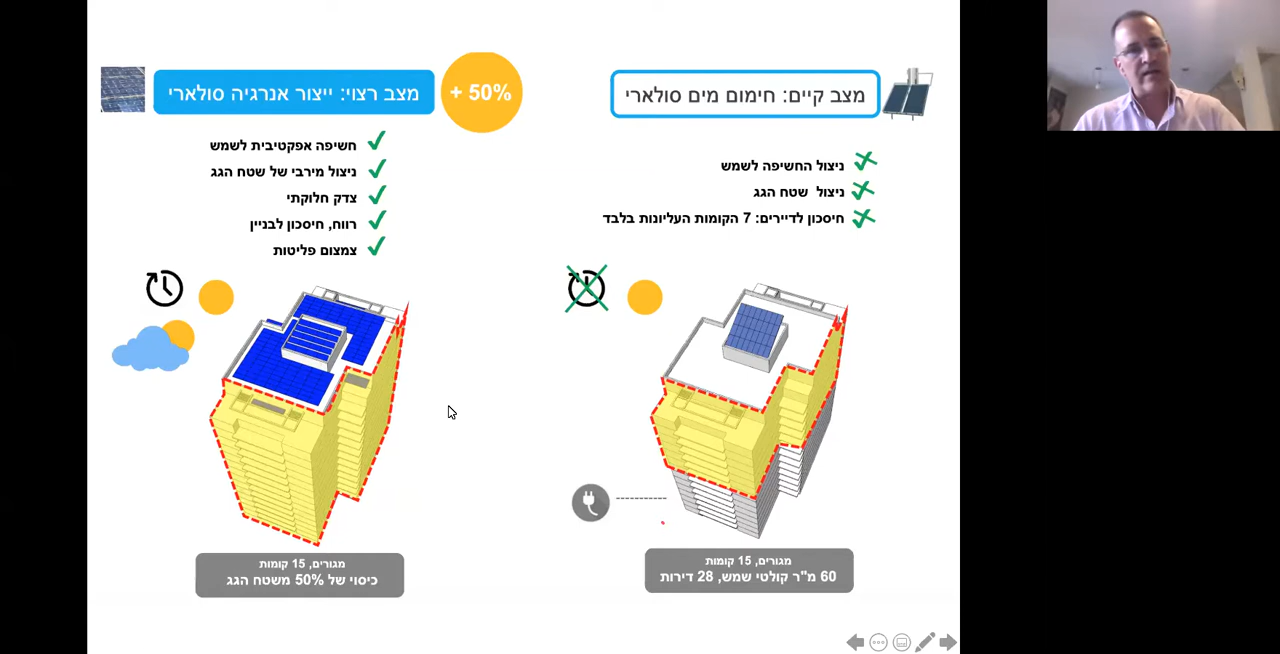 מצב קיים: חימום מים סולארי
ניצול החשיפה לשמש
ניצול שטח הגג
חיסכון לדיירים: 7 הקומות העליונות בלבד
מגורים, 15 קומות
60 מ"ר קולטי שמש, 28 דירות
+ 50%
מצב רצוי: ייצור אנרגיה סולארי
חשיפה אפקטיבית לשמש
ניצול מירבי של שטח הגג
צדק חלוקתי
רווח, חיסכון לבניין
צמצום פליטות
מגורים, 15 קומות
כיסוי של 50% משטח הגג